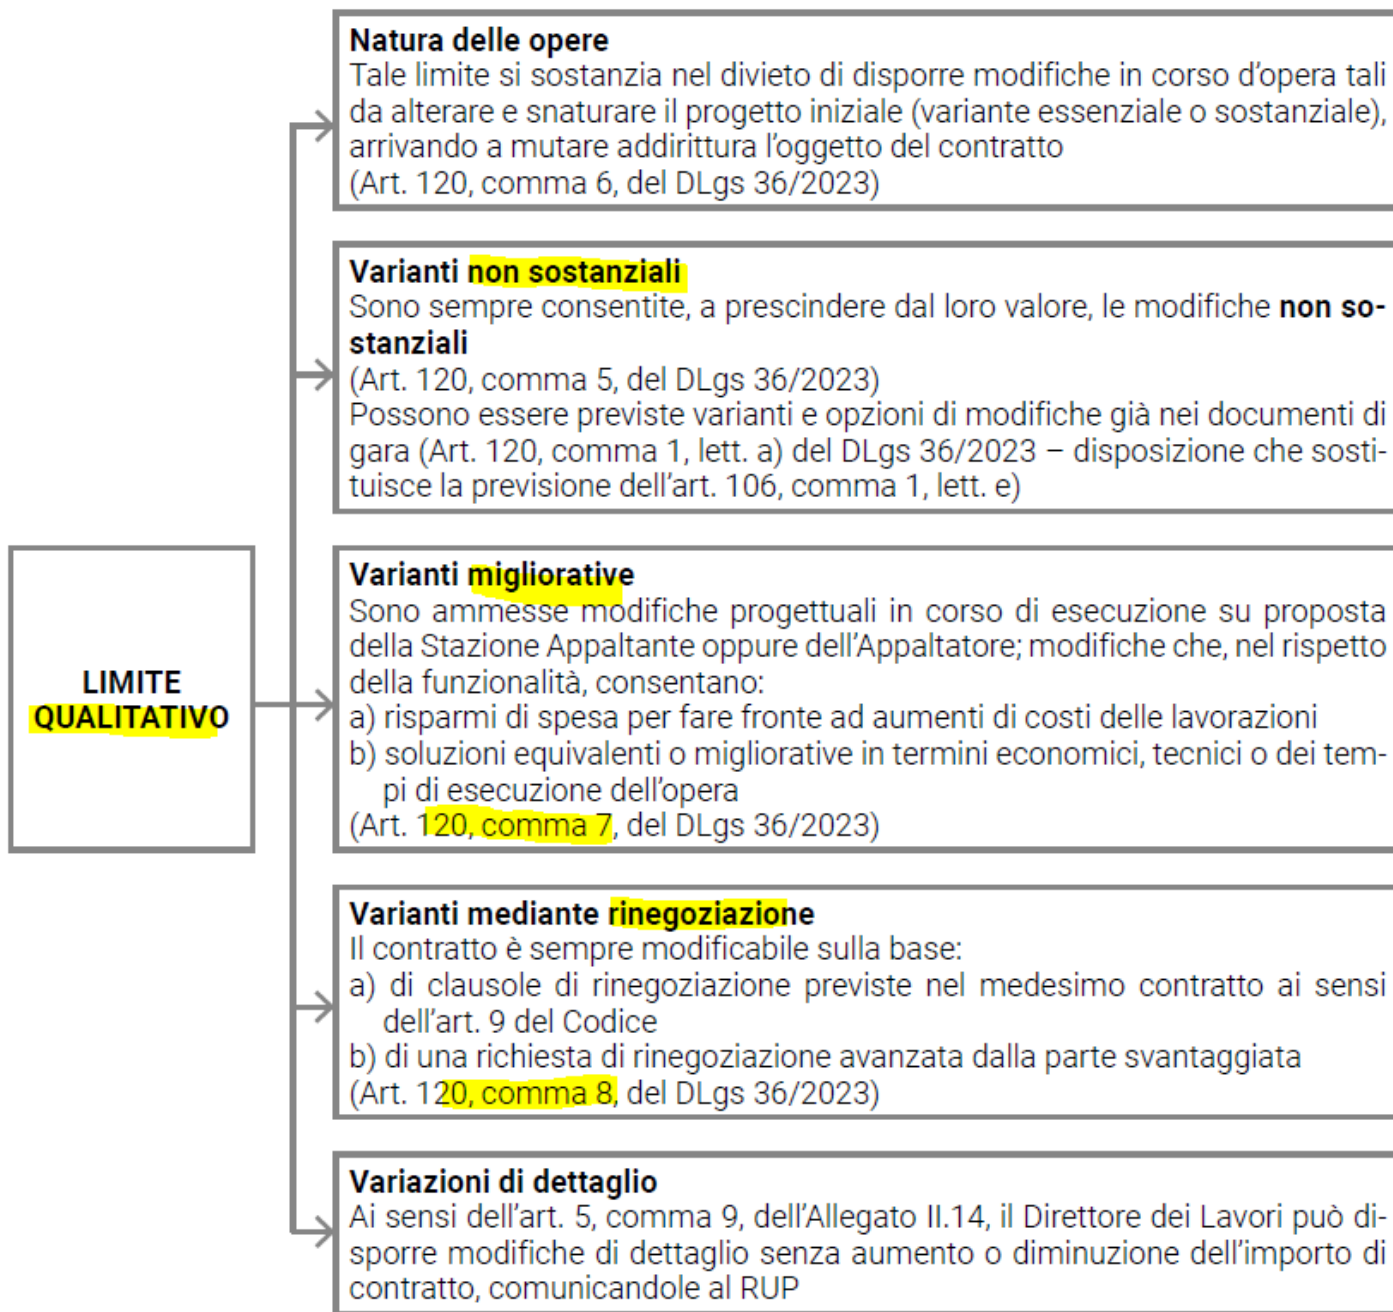 Natura delle opere
Tale limite si sostanzia nel divieto di disporre modifiche in corso d'opera tali
da alterare e snaturare il progetto iniziale (variante essenziale o sostanziale),
arrivando a mutare addirittura l'oggetto del contratto
(Art. 120, comma 6, del DLgs 36/2023)
Varianti non sostanziali
Sono sempre consentite, a prescindere dal loro valore, le modifiche non so-
stanziali
(Art. 120, comma 5, del DLgs 36/2023)
Possono essere previste varianti e opzioni di modifiche già nei documenti di
gara (Art. 120, comma 1, lett. a) del DLgs 36/2023 – disposizione che sosti-
tuisce la previsione dell'art. 106, comma 1, lett. e)
LIMITE
QUALITATIVO
Varianti migliorative
Sono ammesse modifiche progettuali in corso di esecuzione su proposta
della Stazione Appaltante oppure dell'Appaltatore; modifiche che, nel rispetto
della funzionalità, consentano:
a) risparmi di spesa per fare fronte ad aumenti di costi delle lavorazioni
b) soluzioni equivalenti o migliorative in termini economici, tecnici o dei tem-
pi di esecuzione dell'opera
(Art. 120, comma 7, del DLgs 36/2023)
Varianti mediante rinegoziazione
Il contratto è sempre modificabile sulla base:
a) di clausole di rinegoziazione previste nel medesimo contratto ai sensi
dell'art. 9 del Codice
b) di una richiesta di rinegoziazione avanzata dalla parte svantaggiata
(Art. 120, comma 8, del DLgs 36/2023)
Variazioni di dettaglio
Ai sensi dell'art. 5, comma 9, dell'Allegato II.14, il Direttore dei Lavori può di-
sporre modifiche di dettaglio senza aumento o diminuzione dell'importo di
contratto, comunicandole al RUP